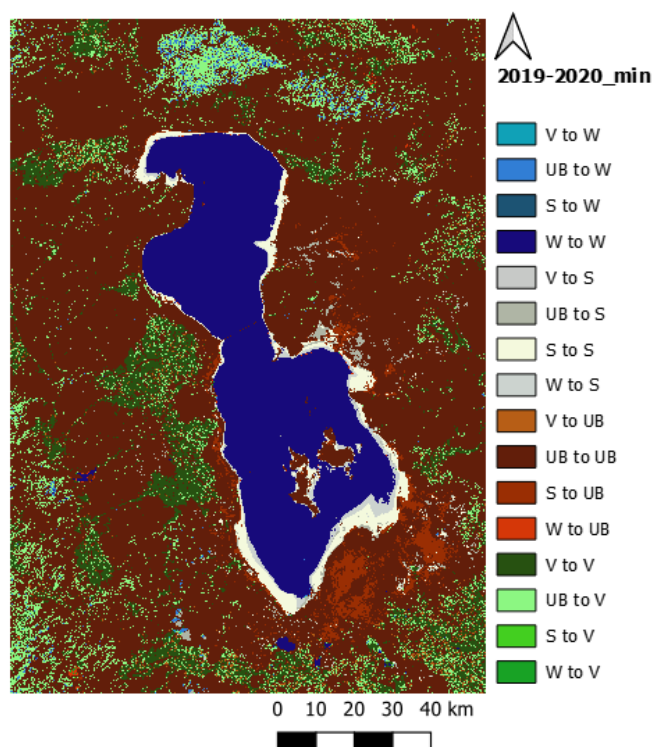 2019-2020_min
V to W
UB to W
S to W
W to W
V to S
UB to S
S to S
W to S
V to UB
UB to UB
S to UB
W to UB
V to V
UB to V
S to V
W to V
0 10 20 30 40 km